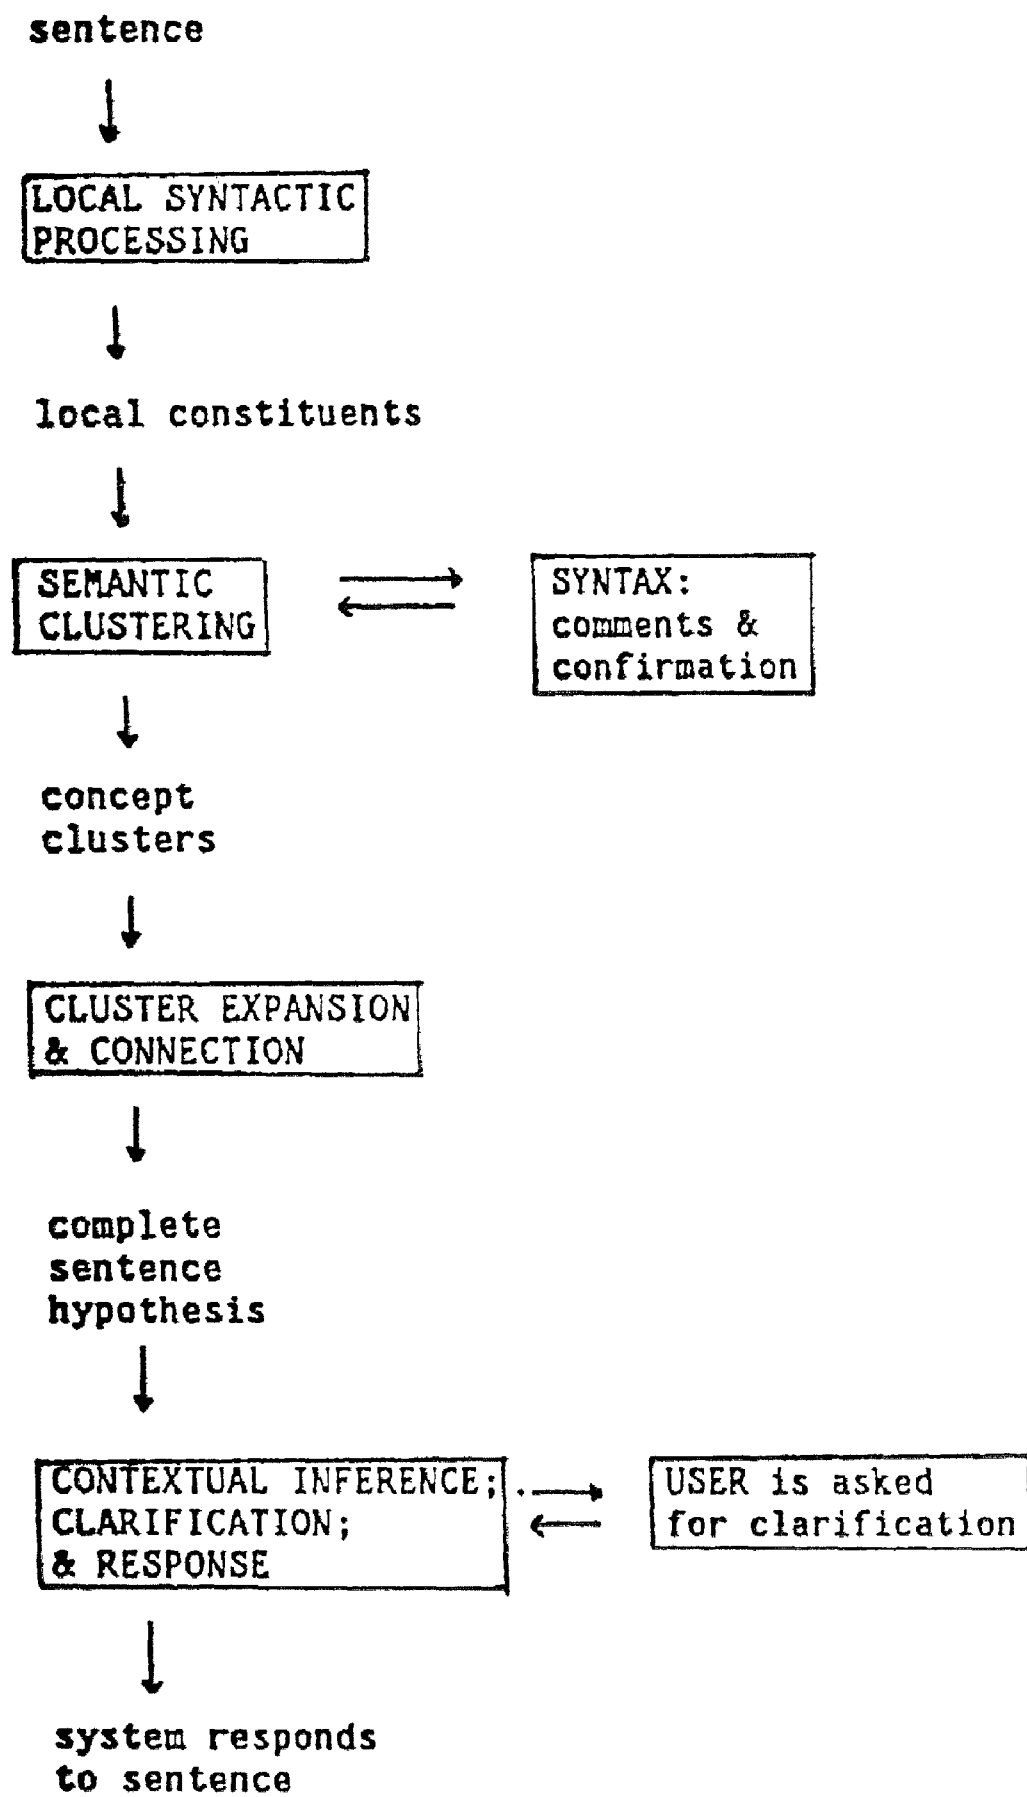 sentence
LOCAL SYNTACTIC
PROCESSING
local constituents
SEMANTIC
CLUSTERING
SYNTAX:
comments &
confirmation
concept
clusters
CLUSTER EXPANSION
& CONNECTION
complete
sentence
hypothesis
CONTEXTUAL INFERENCE;
CLARIFICATION;
& RESPONSE
USER is asked
for clarification
system responds
to sentence